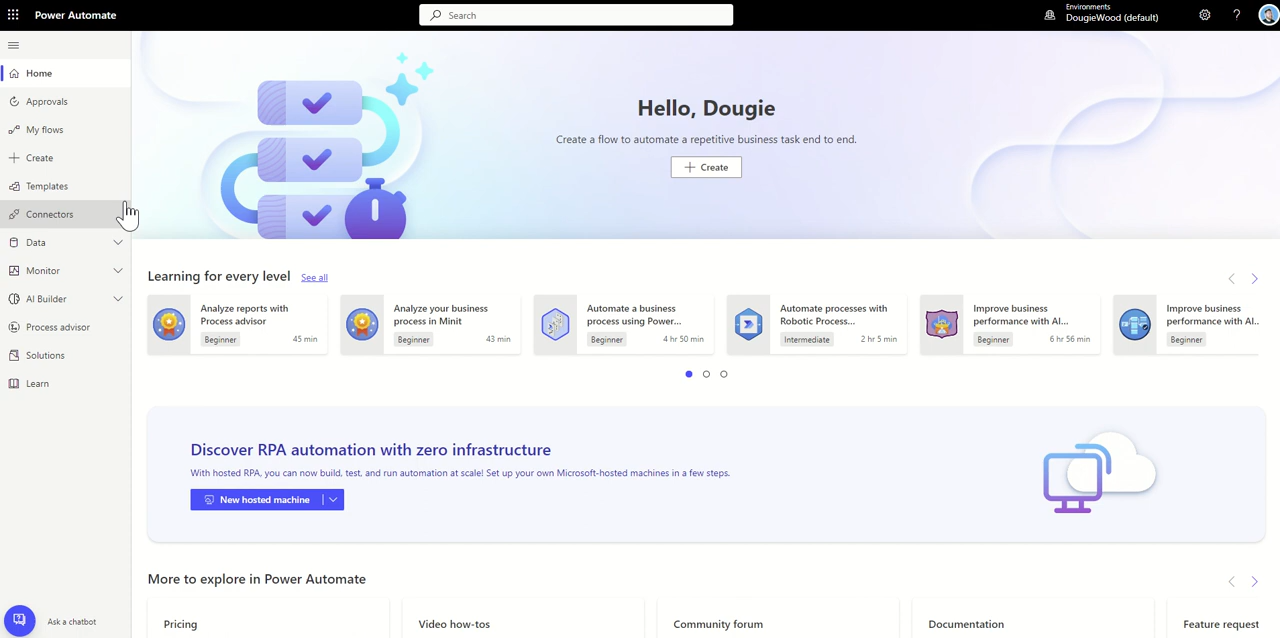 Power Automate
Search
Environments
DougieWood (default)
?
Home
Approvals
My flows
Create
Templates
Connectors
Data
Monitor
AI Builder
Process advisor
Solutions
Learn
Ask a chatbot
Hello, Dougie
Create a flow to automate a repetitive business task end to end.
Create
Learning for every level See all
Analyze reports with
Process advisor
Beginner 45 min
Analyze your business
process in Minit
Beginner 43 min
Automate a business
process using Power...
Beginner 4 hr 50 min
Automate processes with
Robotic Process...
Intermediate 2 hr 5 min
Improve business
performance with AI...
Beginner 6 hr 56 min
Improve business
performance with AI..
Beginner
Discover RPA automation with zero infrastructure
With hosted RPA, you can now build, test, and run automation at scale! Set up your own Microsoft-hosted machines in a few steps.
New hosted machine
More to explore in Power Automate
Pricing
Video how-tos
Community forum
Documentation
Feature request